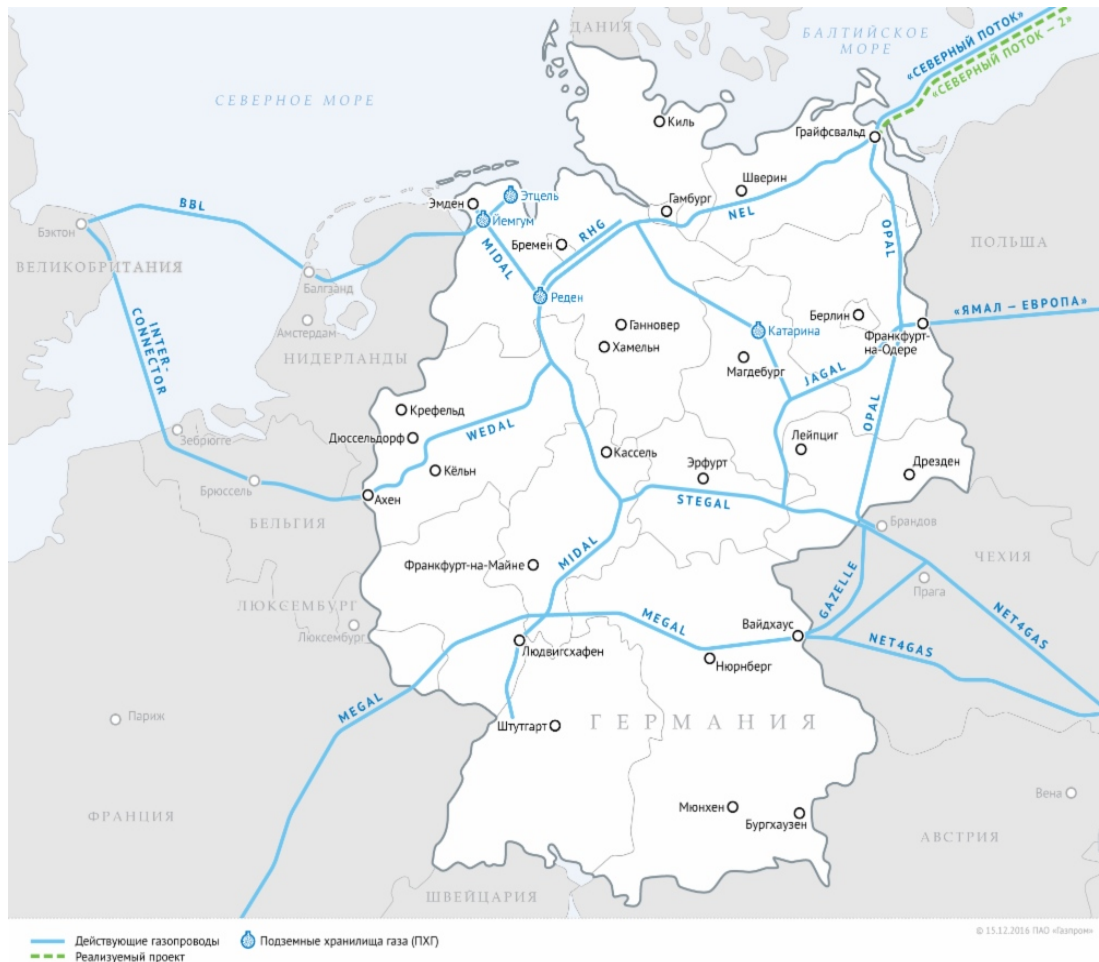 ДАНИЯ
БАЛТИЙСКОЕ
МОРЕ
«СЕВЕРНЫЙ ПОТОК»
«СЕВЕРНЫЙ ПОТОК — 2»
СЕВЕРНОЕ МОРЕ
Киль
Грайфсвальд
Шверин
Этцель
Эмден
Йемгум
Гамбург
NEL
BBL
RHG
OPAL
Бэктон
Бремен
MIDAL
ПОЛЬША
ВЕЛИКОБРИТАНИЯ
Балгзанд
Реден
«ЯМАЛ — ЕВРОПА»
INTER-
CONNECTOR
Амстердам
Ганновер
Берлин
Катарина
Франкфурт-
на-Одере
НИДЕРЛАНДЫ
Хамельн
Магдебург
JAGAL
Крефельд
OPAL
Зебрюгге
Дюссельдорф
WEDAL
Лейпциг
Кассель
Эрфурт
Дрезден
Кёльн
Брюссель
Ахен
STEGAL
БЕЛЬГИЯ
Брандов
MIDAL
ЧЕХИЯ
Франкфурт-на-Майне
Прага
GAZELLE
ЛЮКСЕМБУРГ
Люксембург
MEGAL
Вайдхаус
NET4GAS
Людвигсхафен
NET4GAS
Нюрнберг
MEGAL
Париж
Штутгарт
ГЕРМАНИЯ
Вена
Мюнхен
Бургхаузен
ФРАНЦИЯ
АВСТРИЯ
ШВЕЙЦАРИЯ
Действующие газопроводы
Подземные хранилища газа (ПХГ)
Реализуемый проект
© 15.12.2016 ПАО «Газпром»